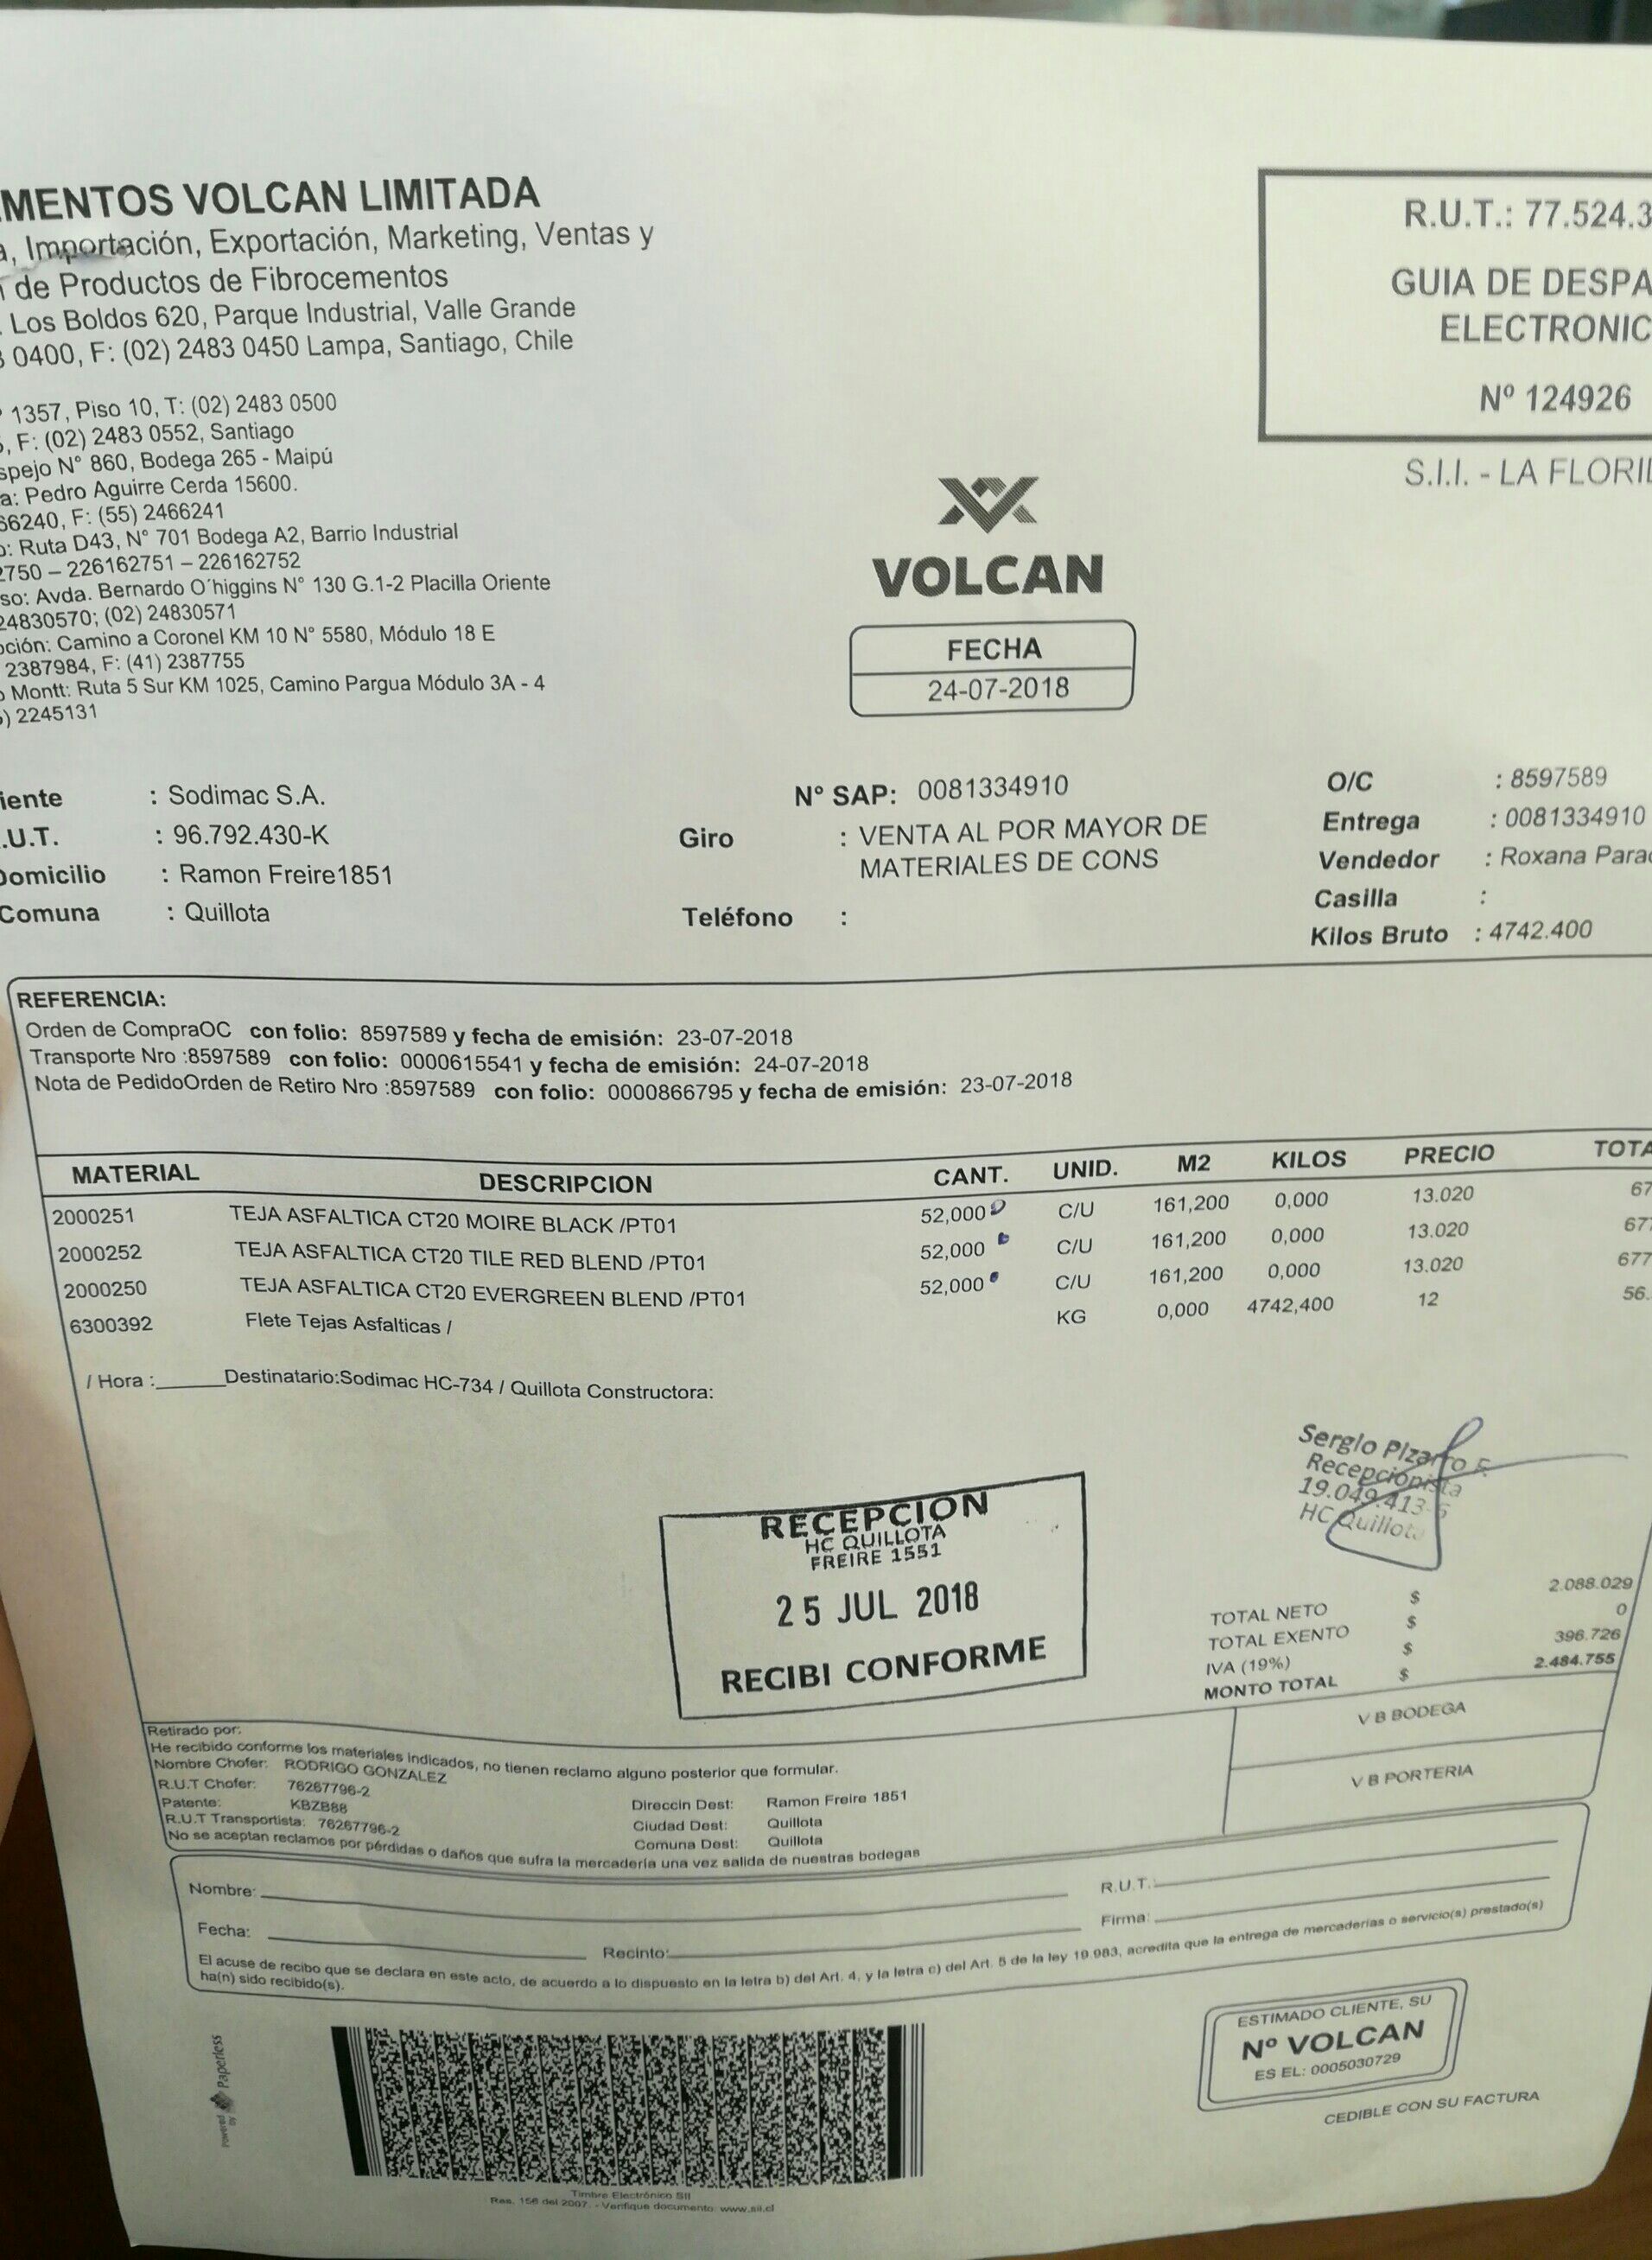 MENTOS VOLCAN LIMITADA
a, Importación, Exportación, Marketing, Ventas y
de Productos de Fibrocementos
Los Boldos 620, Parque Industrial, Valle Grande
0400, F: (02) 2483 0450 Lampa, Santiago, Chile
1357, Piso 10, T: (02) 2483 0500
, F: (02) 2483 0552, Santiago
spejo N° 860, Bodega 265 - Maipú
a: Pedro Aguirre Cerda 15600.
66240, F: (55) 2466241
o: Ruta D43, N° 701 Bodega A2, Barrio Industrial
2750 – 226162751 – 226162752
so: Avda. Bernardo O´higgins N° 130 G.1-2 Placilla Oriente
24830570; (02) 24830571
pción: Camino a Coronel KM 10 N° 5580, Módulo 18 E
2387984, F: (41) 2387755
o Montt: Ruta 5 Sur KM 1025, Camino Pargua Módulo 3A - 4
) 2245131
R.U.T.: 77.524.3
GUIA DE DESPA
ELECTRONIC
Nº 124926
S.I.I. - LA FLORI
VOLCAN
FECHA
24-07-2018
iente : Sodimac S.A.
.U.T. : 96.792.430-K
Domicilio : Ramon Freire1851
Comuna : Quillota
N° SAP: 0081334910
Giro : VENTA AL POR MAYOR DE
MATERIALES DE CONS
Teléfono :
O/C : 8597589
Entrega : 0081334910
Vendedor : Roxana Para
Casilla :
Kilos Bruto : 4742.400
REFERENCIA:
Orden de CompraOC con folio: 8597589 y fecha de emisión: 23-07-2018
Transporte Nro :8597589 con folio: 0000615541 y fecha de emisión: 24-07-2018
Nota de PedidoOrden de Retiro Nro :8597589 con folio: 0000866795 y fecha de emisión: 23-07-2018
MATERIAL DESCRIPCION CANT. UNID. M2 KILOS PRECIO TOTA
2000251 TEJA ASFALTICA CT20 MOIRE BLACK /PT01 52,000 C/U 161,200 0,000 13.020 67
2000252 TEJA ASFALTICA CT20 TILE RED BLEND /PT01 52,000 C/U 161,200 0,000 13.020 677
2000250 TEJA ASFALTICA CT20 EVERGREEN BLEND /PT01 52,000 C/U 161,200 0,000 13.020 677
6300392 Flete Tejas Asfalticas / KG 0,000 4742,400 12 56.
/ Hora :______Destinatario:Sodimac HC-734 / Quillota Constructora:
Sergio Pizarro F
Recepcionista
19.049.413-6
HC Quillota
RECEPCION
HC QUILLOTA
FREIRE 1551
25 JUL 2018
RECIBI CONFORME
TOTAL NETO $ 2.088.029
TOTAL EXENTO $ 0
IVA (19%) $ 396.726
MONTO TOTAL $ 2.484.755
V B BODEGA
V B PORTERIA
Retirado por:
He recibido conforme los materiales indicados, no tienen reclamo alguno posterior que formular.
Nombre Chofer: RODRIGO GONZALEZ
R.U.T Chofer: 76267796-2
Patente: KBZB88
R.U.T Transportista: 76267796-2
Direccin Dest: Ramon Freire 1851
Ciudad Dest: Quillota
Comuna Dest: Quillota
No se aceptan reclamos por pérdidas o daños que sufra la mercadería una vez salida de nuestras bodegas
Nombre: R.U.T.:
Fecha: Recinto: Firma:
El acuse de recibo que se declara en este acto, de acuerdo a lo dispuesto en la letra b) del Art. 4, y la letra c) del Art. 5 de la ley 19.983, acredita que la entrega de mercaderías o servicio(s) prestado(s)
ha(n) sido recibido(s).
Powered by Paperless
Timbre Electrónico SII
Res. 156 del 2007. - Verifique documento: www.sii.cl
ESTIMADO CLIENTE, SU
Nº VOLCAN
ES EL: 0005030729
CEDIBLE CON SU FACTURA